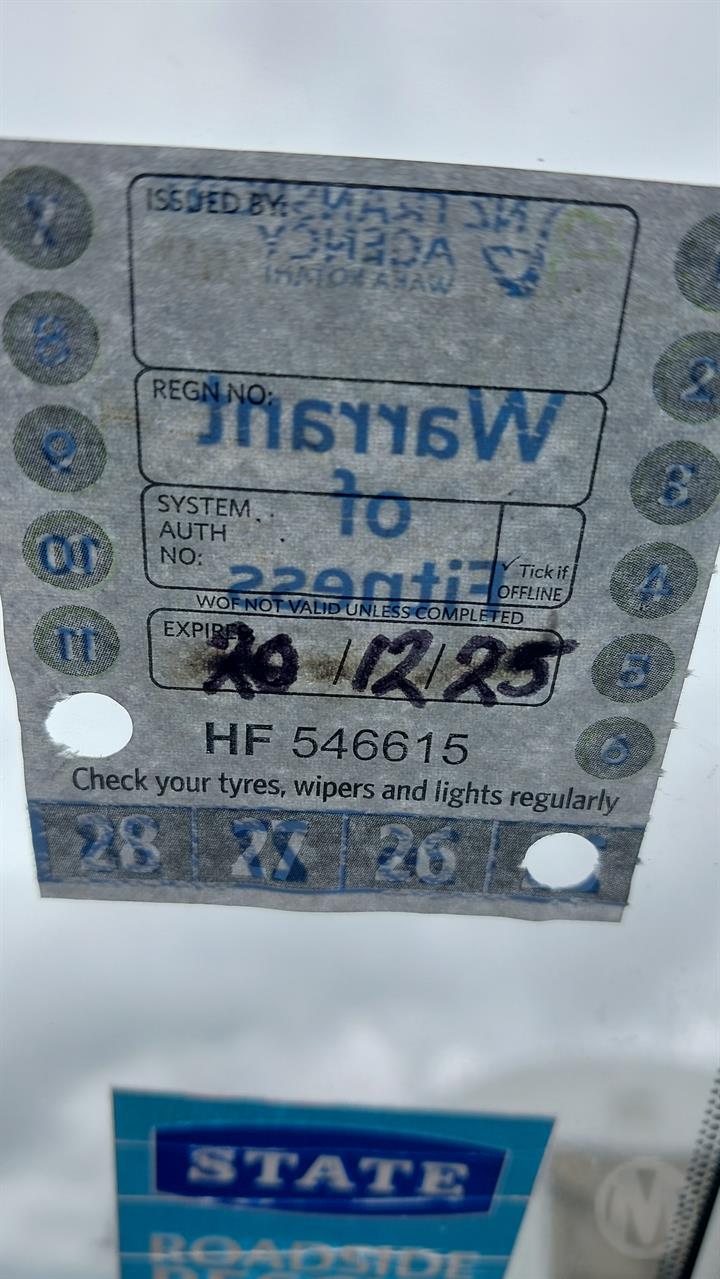 ISSUED BY:
NZ TRANSPORT
AGENCY
WAKA KOTAHI
REGN NO:
Warrant
of
Fitness
SYSTEM
AUTH
NO:
✓ Tick if
OFFLINE
WOF NOT VALID UNLESS COMPLETED
EXPIRES
20/12/25
HF 546615
Check your tyres, wipers and lights regularly
7
8
9
10
11
1
2
3
4
5
6
28 27 26
STATE
ROADSIDE
M